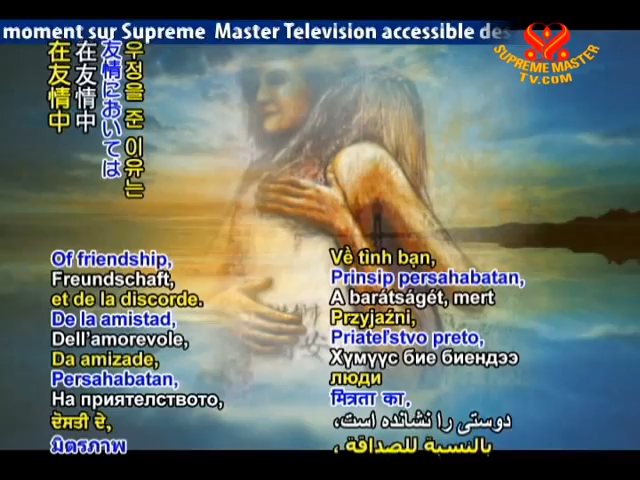 moment sur Supreme Master Television accessible des
SUPREME MASTER
TV.COM
우정을 준 이유는
友情においては
在友情中
在友情中
Of friendship,
Freundschaft,
et de la discorde.
De la amistad,
Dell'amorevole,
Da amizade,
Persahabatan,
На приятелството,
ਦੋਸਤੀ ਦੇ,
มิตรภาพ
Về tình bạn,
Prinsip persahabatan,
A barátságét, mert
Przyjaźni,
Priateľstvo preto,
Хүмүүс бие биендээ
люди
मित्रता का,
دوستی را نشانده است،
بالنسبة للصداقة ،